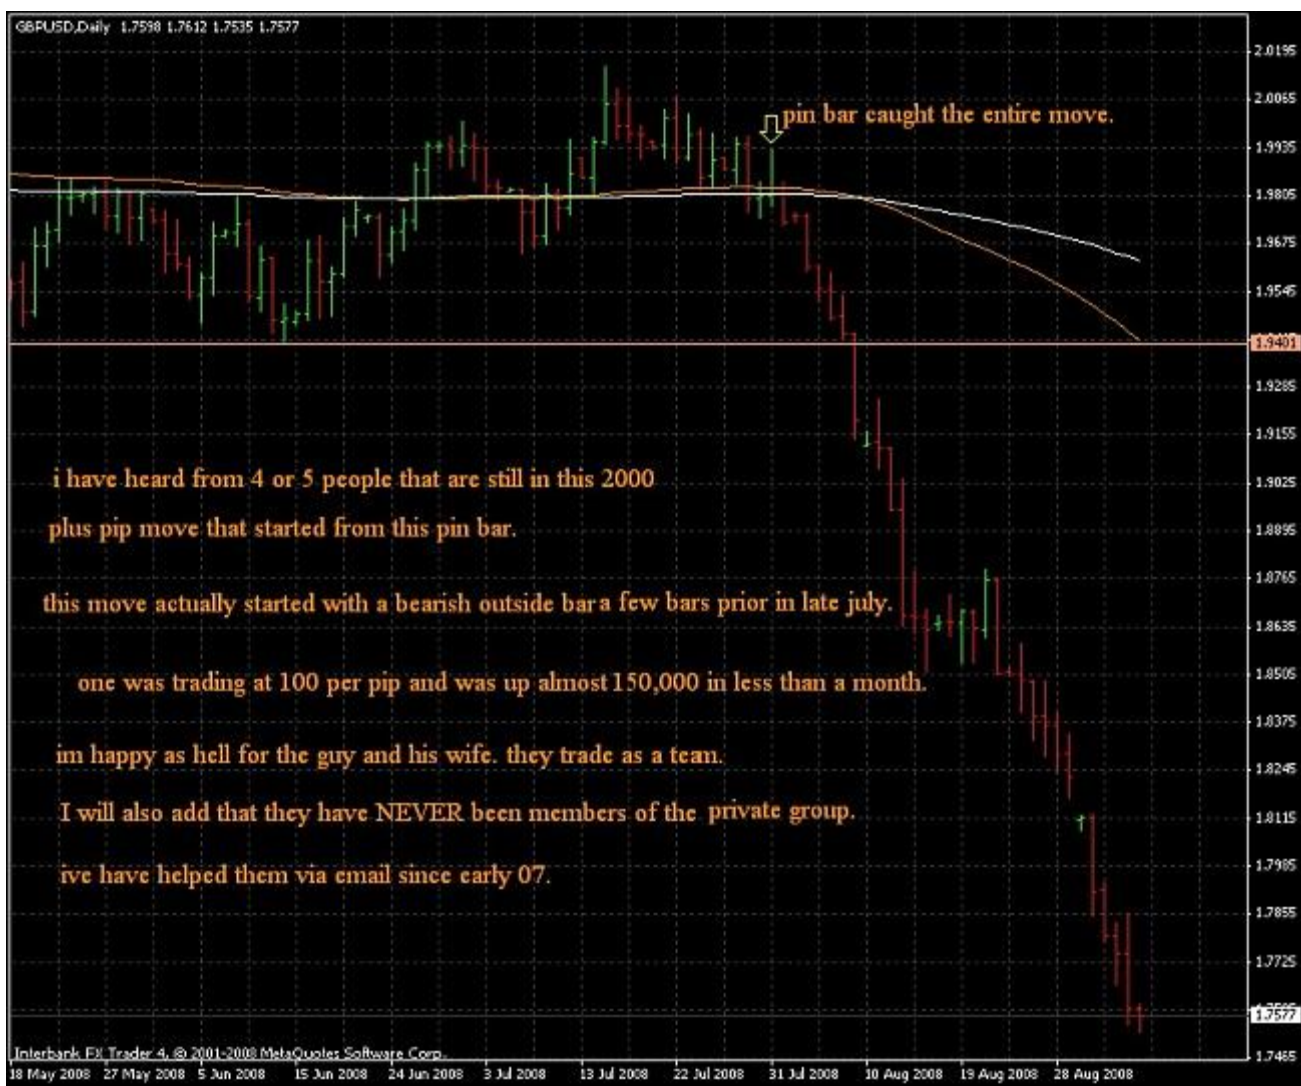 GBPUSD,Daily 1.7598 1.7612 1.7535 1.7577
2.0195
2.0065
pin bar caught the entire move.
1.9935
1.9805
1.9675
1.9545
1.9401
1.9285
1.9155
i have heard from 4 or 5 people that are still in this 2000
1.9025
plus pip move that started from this pin bar.
1.8895
1.8765
this move actually started with a bearish outside bar a few bars prior in late july.
1.8635
one was trading at 100 per pip and was up almost 150,000 in less than a month.
1.8505
1.8375
im happy as hell for the guy and his wife. they trade as a team.
1.8245
I will also add that they have NEVER been members of the private group.
1.8115
ive have helped them via email since early 07.
1.7985
1.7855
1.7725
1.7577
Interbank FX Trader 4, © 2001-2008 MetaQuotes Software Corp.
1.7465
18 May 2008 27 May 2008 5 Jun 2008 15 Jun 2008 24 Jun 2008 3 Jul 2008 13 Jul 2008 22 Jul 2008 31 Jul 2008 10 Aug 2008 19 Aug 2008 28 Aug 2008